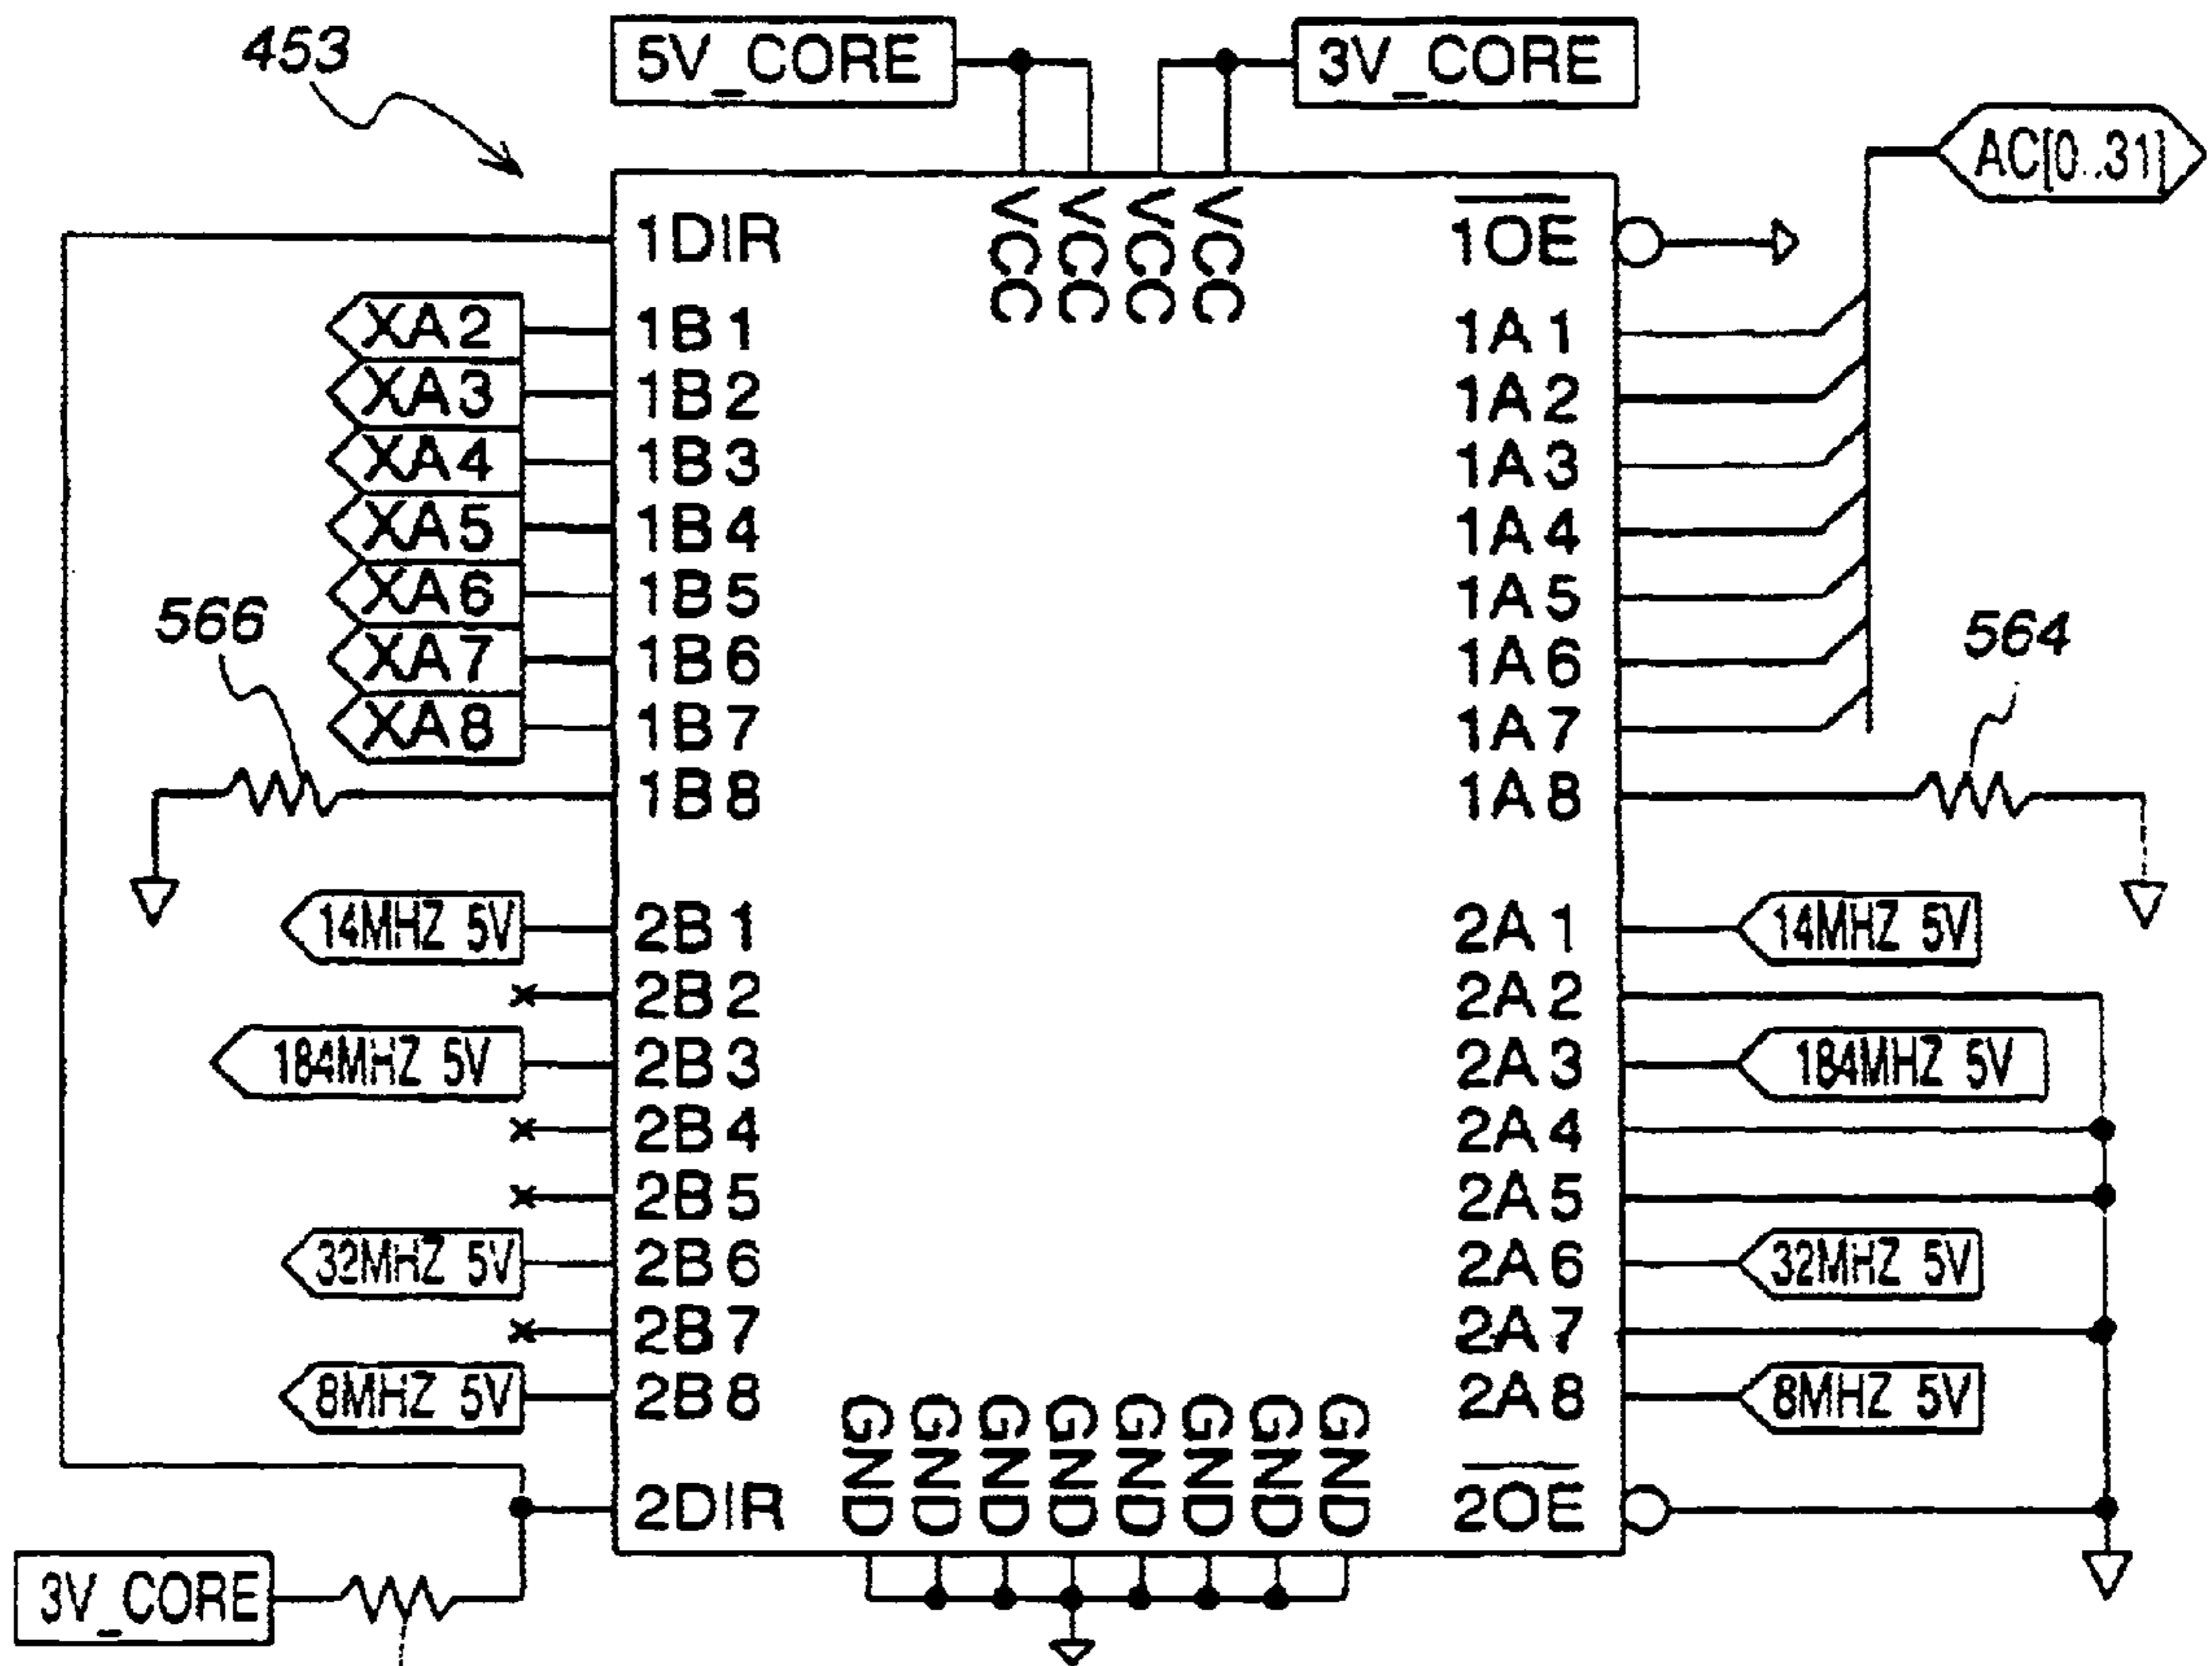 453
5V_CORE
3V_CORE
AC[0..31]
VCC VCC VCC VCC
1DIR
1OE
XA2 1B1 1A1
XA3 1B2 1A2
XA4 1B3 1A3
XA5 1B4 1A4
XA6 1B5 1A5
566
564
XA7 1B6 1A6
XA8 1B7 1A7
1B8 1A8
14MHZ 5V 2B1 2A1 14MHZ 5V
2B2 2A2
184MHZ 5V 2B3 2A3 184MHZ 5V
2B4 2A4
2B5 2A5
32MHZ 5V 2B6 2A6 32MHZ 5V
2B7 2A7
8MHZ 5V 2B8 2A8 8MHZ 5V
GND GND GND GND GND GND GND GND
2DIR
2OE
3V_CORE